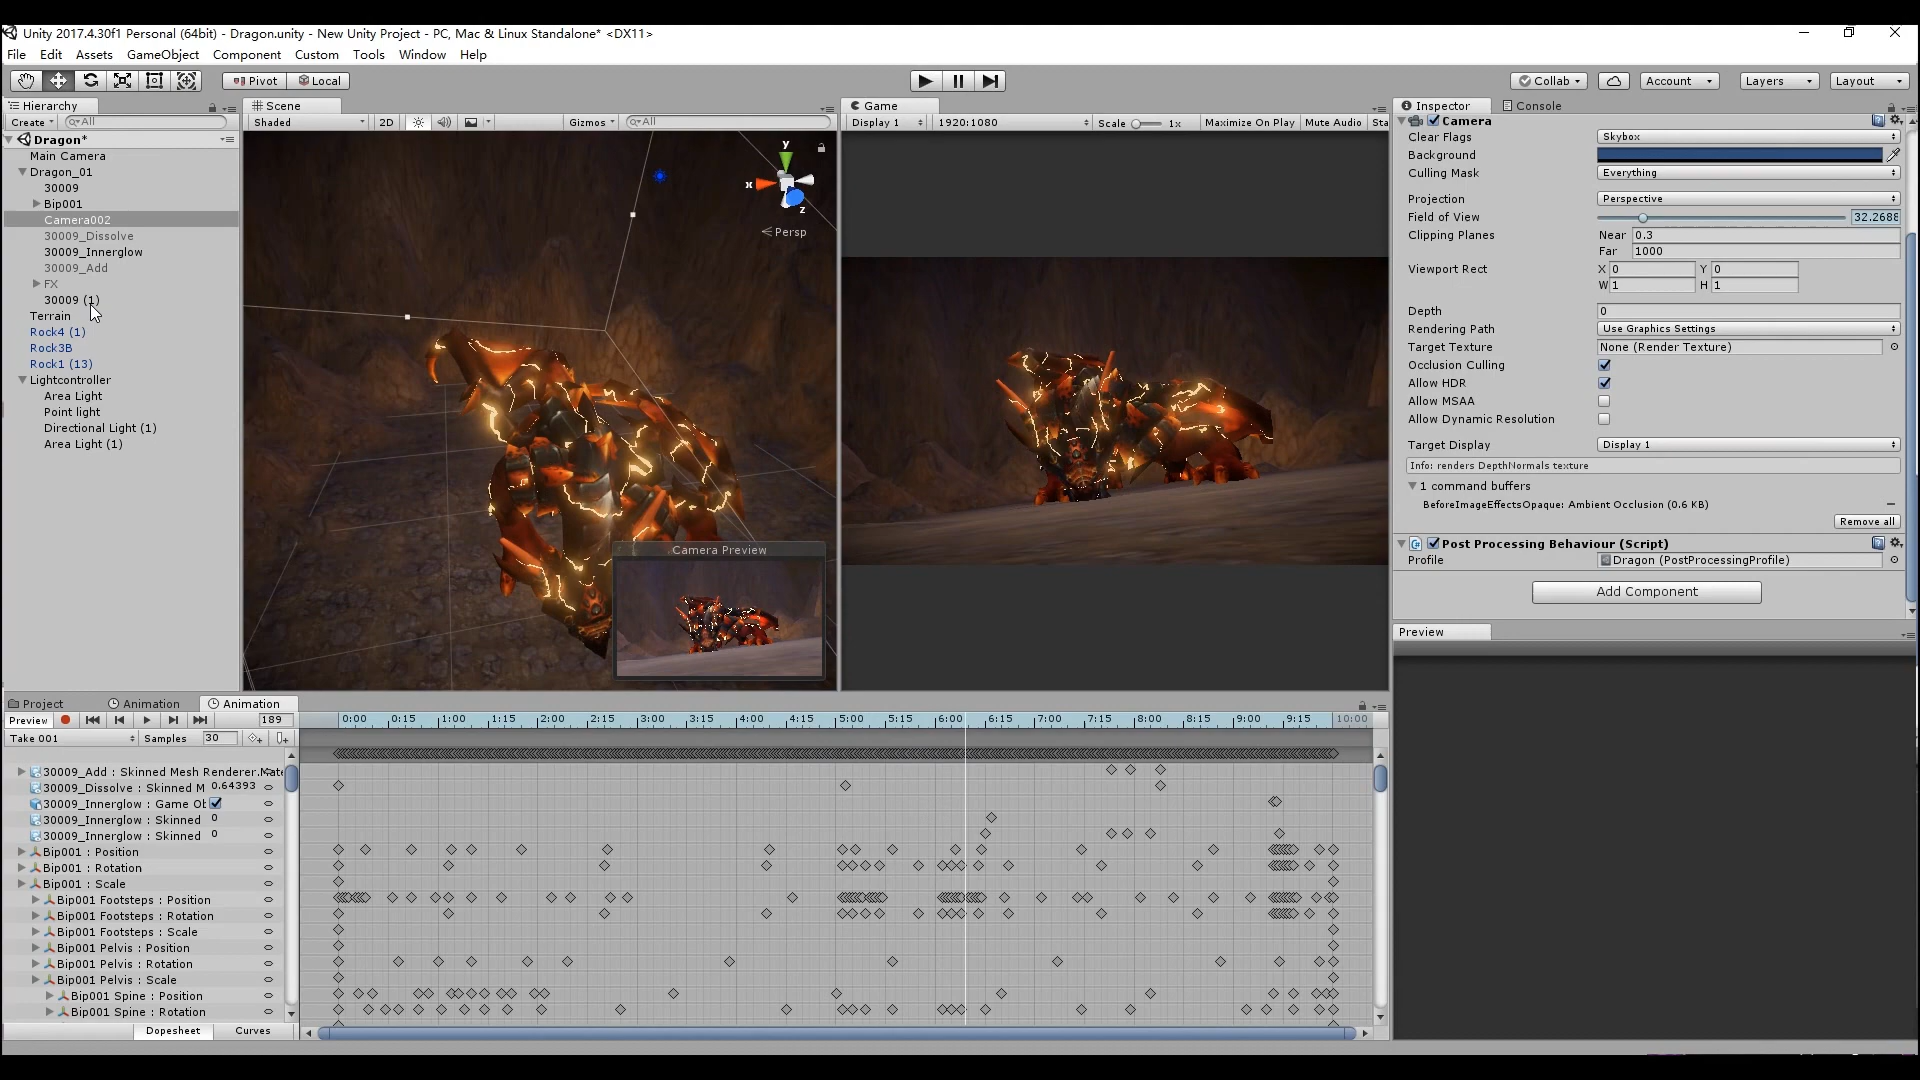 Unity 2017.4.30f1 Personal (64bit) - Dragon.unity - New Unity Project - PC, Mac & Linux Standalone* <DX11>
File Edit Assets GameObject Component Custom Tools Window Help
Pivot Local Collab Account Layers Layout
Hierarchy
Create All
Dragon*
Main Camera
Dragon_01
30009
Bip001
Camera002
30009_Dissolve
30009_Innerglow
30009_Add
FX
30009 (1)
Terrain
Rock4 (1)
Rock3B
Rock1 (13)
Lightcontroller
Area Light
Point light
Directional Light (1)
Area Light (1)
Scene
Shaded 2D Gizmos All
y
x
z
Persp
Camera Preview
Game
Display 1 1920:1080 Scale 1x Maximize On Play Mute Audio Sta
Inspector Console
Camera
Clear Flags Skybox
Background
Culling Mask Everything
Projection Perspective
Field of View 32.2688
Clipping Planes Near 0.3
Far 1000
Viewport Rect X 0 Y 0
W 1 H 1
Depth 0
Rendering Path Use Graphics Settings
Target Texture None (Render Texture)
Occlusion Culling
Allow HDR
Allow MSAA
Allow Dynamic Resolution
Target Display Display 1
Info: renders DepthNormals texture
1 command buffers
BeforeImageEffectsOpaque: Ambient Occlusion (0.6 KB)
Remove all
Post Processing Behaviour (Script)
Profile Dragon (PostProcessingProfile)
Add Component
Preview
Project Animation Animation
Preview 189 0:00 0:15 1:00 1:15 2:00 2:15 3:00 3:15 4:00 4:15 5:00 5:15 6:00 6:15 7:00 7:15 8:00 8:15 9:00 9:15 10:00
Take 001 Samples 30
30009_Add : Skinned Mesh Renderer.Mate
30009_Dissolve : Skinned M 0.64393
30009_Innerglow : Game Ob
30009_Innerglow : Skinned 0
30009_Innerglow : Skinned 0
Bip001 : Position
Bip001 : Rotation
Bip001 : Scale
Bip001 Footsteps : Position
Bip001 Footsteps : Rotation
Bip001 Footsteps : Scale
Bip001 Pelvis : Position
Bip001 Pelvis : Rotation
Bip001 Pelvis : Scale
Bip001 Spine : Position
Bip001 Spine : Rotation
Dopesheet Curves